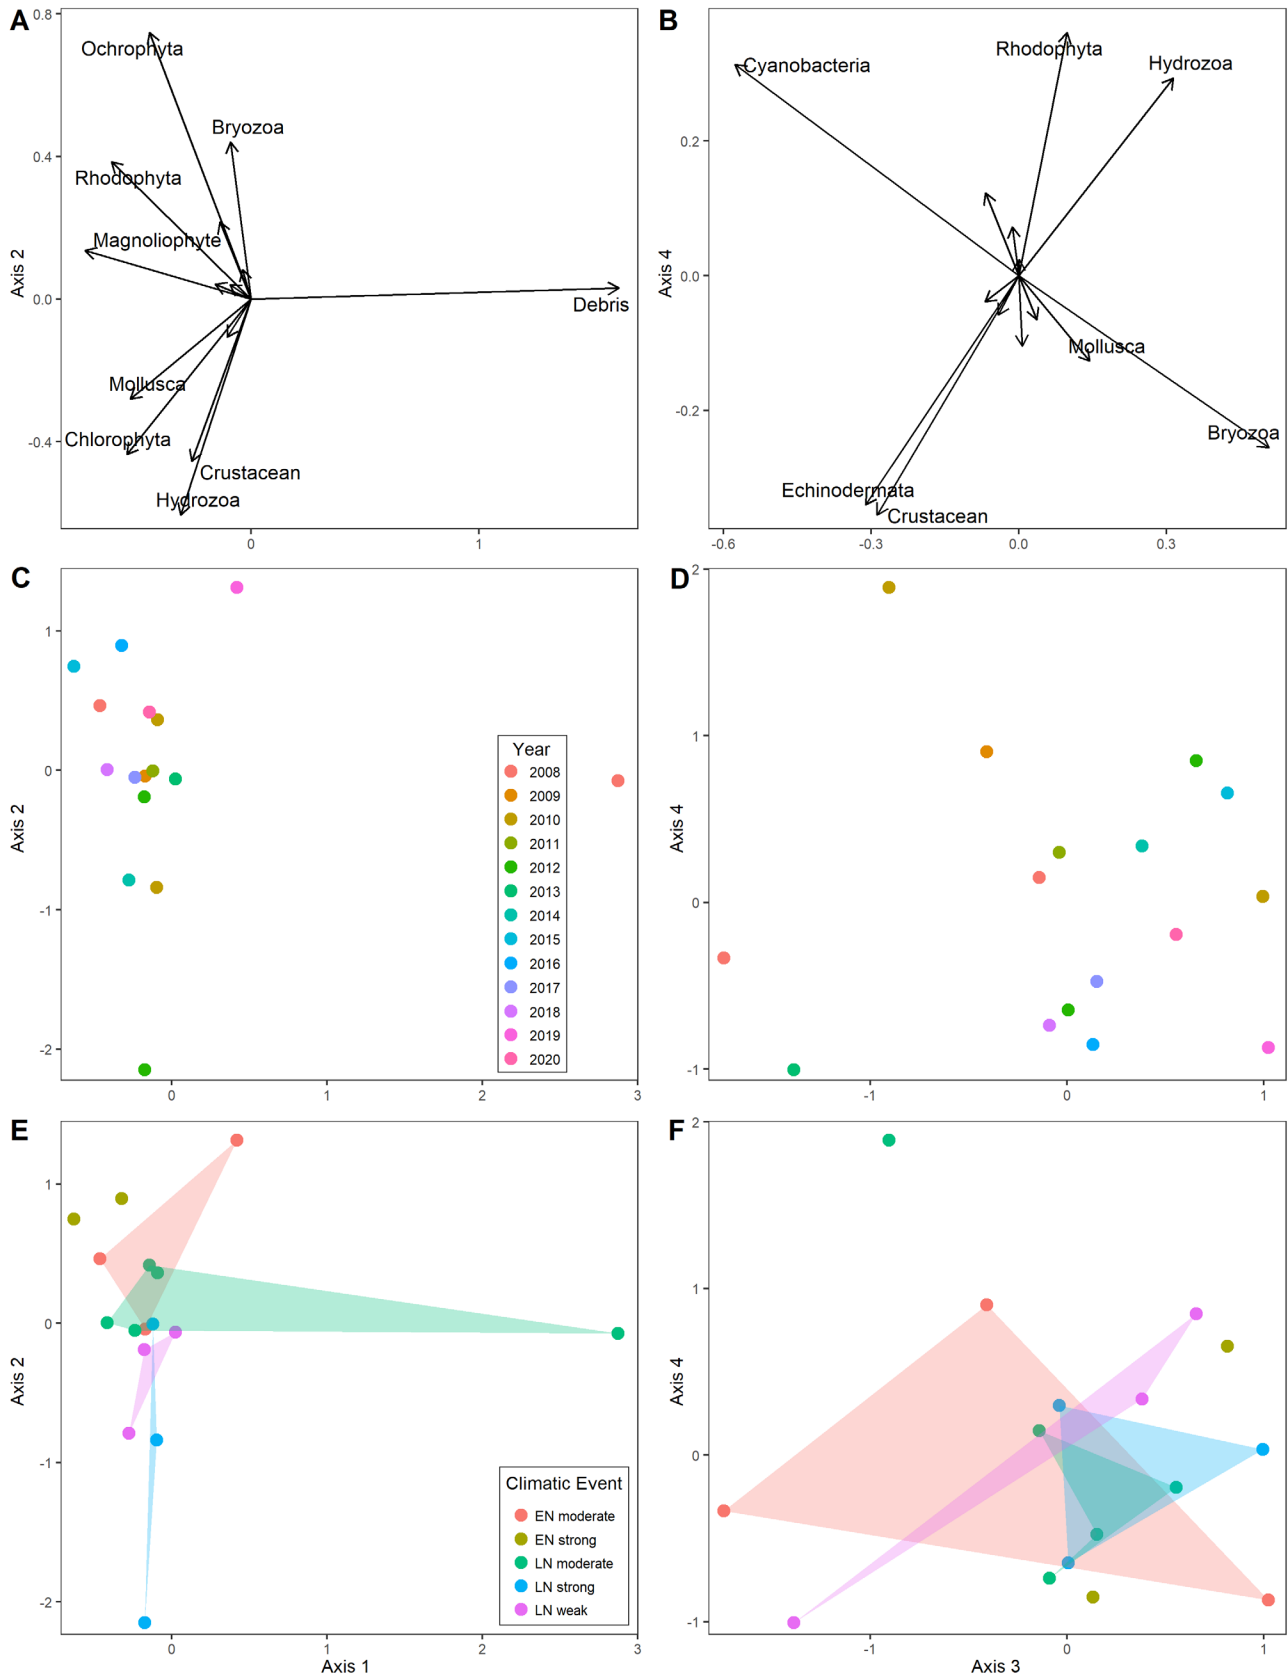 A
0.8
Ochrophyta
Bryozoa
0.4
Rhodophyta
Magnoliophyte
Axis 2
0.0
Debris
Mollusca
Chlorophyta
-0.4
Crustacean
Hydrozoa
0
1
B
Rhodophyta
Cyanobacteria
Hydrozoa
0.2
Axis 4
0.0
Mollusca
-0.2
Bryozoa
Echinodermata
Crustacean
-0.6
-0.3
0.0
0.3
C
1
0
Axis 2
-1
-2
Year
2008
2009
2010
2011
2012
2013
2014
2015
2016
2017
2018
2019
2020
0
1
2
3
D
2
1
Axis 4
0
-1
-1
0
1
E
1
0
Axis 2
-1
-2
Climatic Event
EN moderate
EN strong
LN moderate
LN strong
LN weak
0
1
2
3
Axis 1
F
2
1
Axis 4
0
-1
-1
0
1
Axis 3